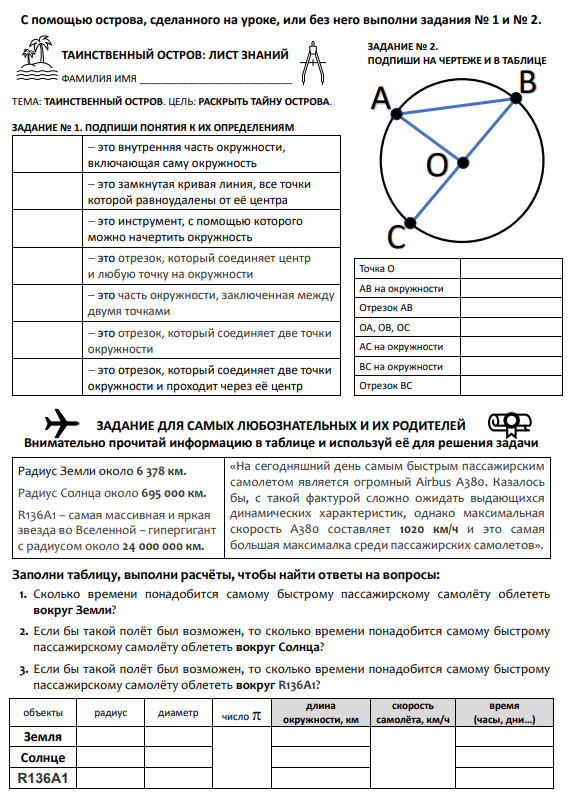 С помощью острова, сделанного на уроке, или без него выполни задания № 1 и № 2.
ТАИНСТВЕННЫЙ ОСТРОВ: ЛИСТ ЗНАНИЙ
ФАМИЛИЯ ИМЯ ____________________________
ТЕМА: ТАИНСТВЕННЫЙ ОСТРОВ. ЦЕЛЬ: РАСКРЫТЬ ТАЙНУ ОСТРОВА.
ЗАДАНИЕ № 1. ПОДПИШИ ПОНЯТИЯ К ИХ ОПРЕДЕЛЕНИЯМ
– это внутренняя часть окружности,
включающая саму окружность
– это замкнутая кривая линия, все точки
которой равноудалены от её центра
– это инструмент, с помощью которого
можно начертить окружность
– это отрезок, который соединяет центр
и любую точку на окружности
– это часть окружности, заключенная между
двумя точками
– это отрезок, который соединяет две точки
окружности
– это отрезок, который соединяет две точки
окружности и проходит через её центр
ЗАДАНИЕ № 2.
ПОДПИШИ НА ЧЕРТЕЖЕ И В ТАБЛИЦЕ
A
B
O
C
Точка О
АВ на окружности
Отрезок АВ
ОА, ОВ, ОС
АС на окружности
ВС на окружности
Отрезок ВС
ЗАДАНИЕ ДЛЯ САМЫХ ЛЮБОЗНАТЕЛЬНЫХ И ИХ РОДИТЕЛЕЙ
Внимательно прочитай информацию в таблице и используй её для решения задачи
Радиус Земли около 6 378 км.
Радиус Солнца около 695 000 км.
R136A1 – самая массивная и яркая
звезда во Вселенной – гипергигант
с радиусом около 24 000 000 км.
«На сегодняшний день самым быстрым пассажирским
самолетом является огромный Airbus A380. Казалось
бы, с такой фактурой сложно ожидать выдающихся
динамических характеристик, однако максимальная
скорость А380 составляет 1020 км/ч и это самая
большая максималка среди пассажирских самолетов».
Заполни таблицу, выполни расчёты, чтобы найти ответы на вопросы:
1. Сколько времени понадобится самому быстрому пассажирскому самолёту облететь
вокруг Земли?
2. Если бы такой полёт был возможен, то сколько времени понадобится самому быстрому
пассажирскому самолёту облететь вокруг Солнца?
3. Если бы такой полёт был возможен, то сколько времени понадобится самому быстрому
пассажирскому самолёту облететь вокруг R136A1?
объекты радиус диаметр число π длина окружности, км скорость самолёта, км/ч время (часы, дни...)
Земля
Солнце
R136A1